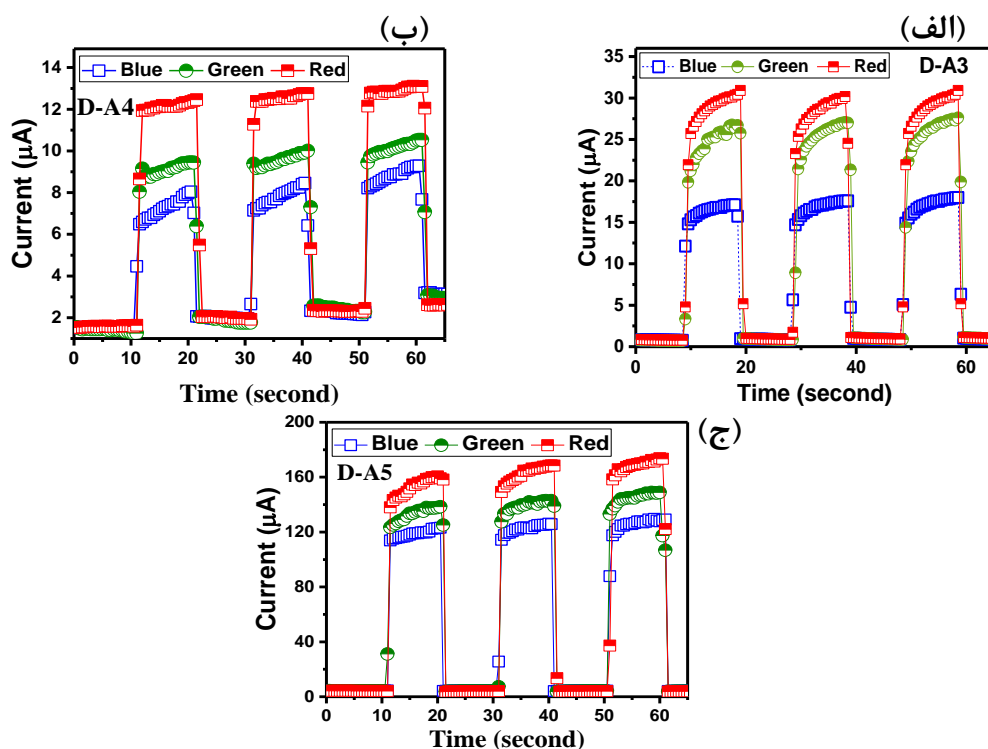 (الف)
35
30
25
20
15
10
5
0
Current (μA)
Blue Green Red
D-A3
0 20 40 60
Time (second)
(ب)
14
12
10
8
6
4
2
Current (μA)
Blue Green Red
D-A4
0 10 20 30 40 50 60
Time (second)
(ج)
200
160
120
80
40
0
Current (μA)
Blue Green Red
D-A5
0 10 20 30 40 50 60
Time (second)